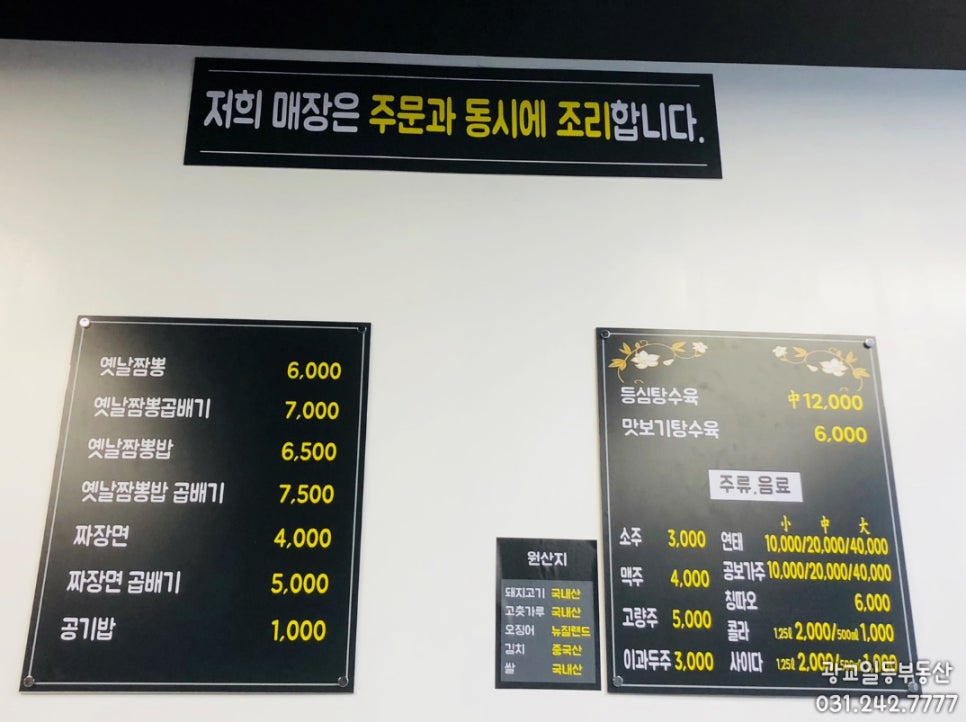 저희 매장은 주문과 동시에 조리합니다.
옛날짬뽕 6,000
옛날짬뽕곱배기 7,000
옛날짬뽕밥 6,500
옛날짬뽕밥 곱배기 7,500
짜장면 4,000
짜장면 곱배기 5,000
공기밥 1,000
원산지
돼지고기 국내산
고춧가루 국내산
오징어 뉴질랜드
김치 중국산
쌀 국내산
등심탕수육 中12,000
맛보기탕수육 6,000
주류,음료
소주 3,000
맥주 4,000
고량주 5,000
이과두주 3,000
小 中 大
연태 10,000/20,000/40,000
공보가주 10,000/20,000/40,000
칭따오 6,000
콜라 1.25ℓ 2,000/500㎖ 1,000
사이다 1.25ℓ 2,000/500㎖ 1,000
광교일등부동산
031.242.7777